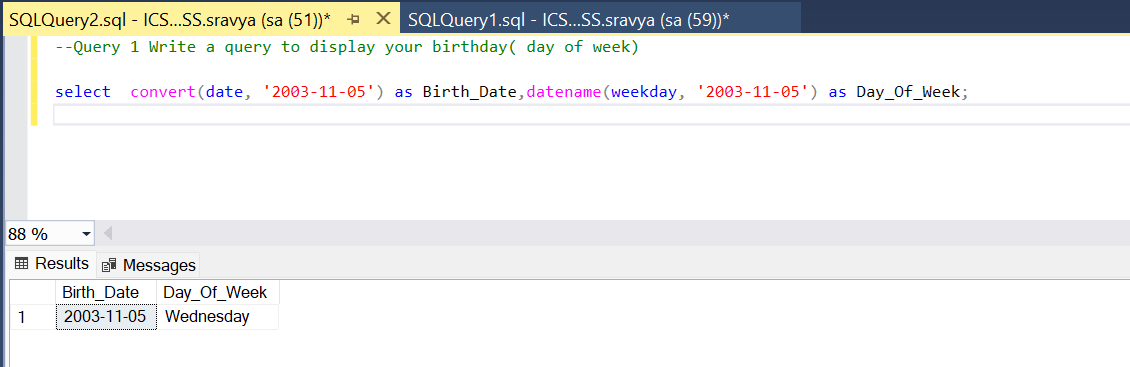 SQLQuery2.sql - ICS...SS.sravya (sa (51))* SQLQuery1.sql - ICS...SS.sravya (sa (59))*
--Query 1 Write a query to display your birthday( day of week)
select  convert(date, '2003-11-05') as Birth_Date,datename(weekday, '2003-11-05') as Day_Of_Week;
88 %
Results Messages
Birth_Date Day_Of_Week
1 2003-11-05 Wednesday